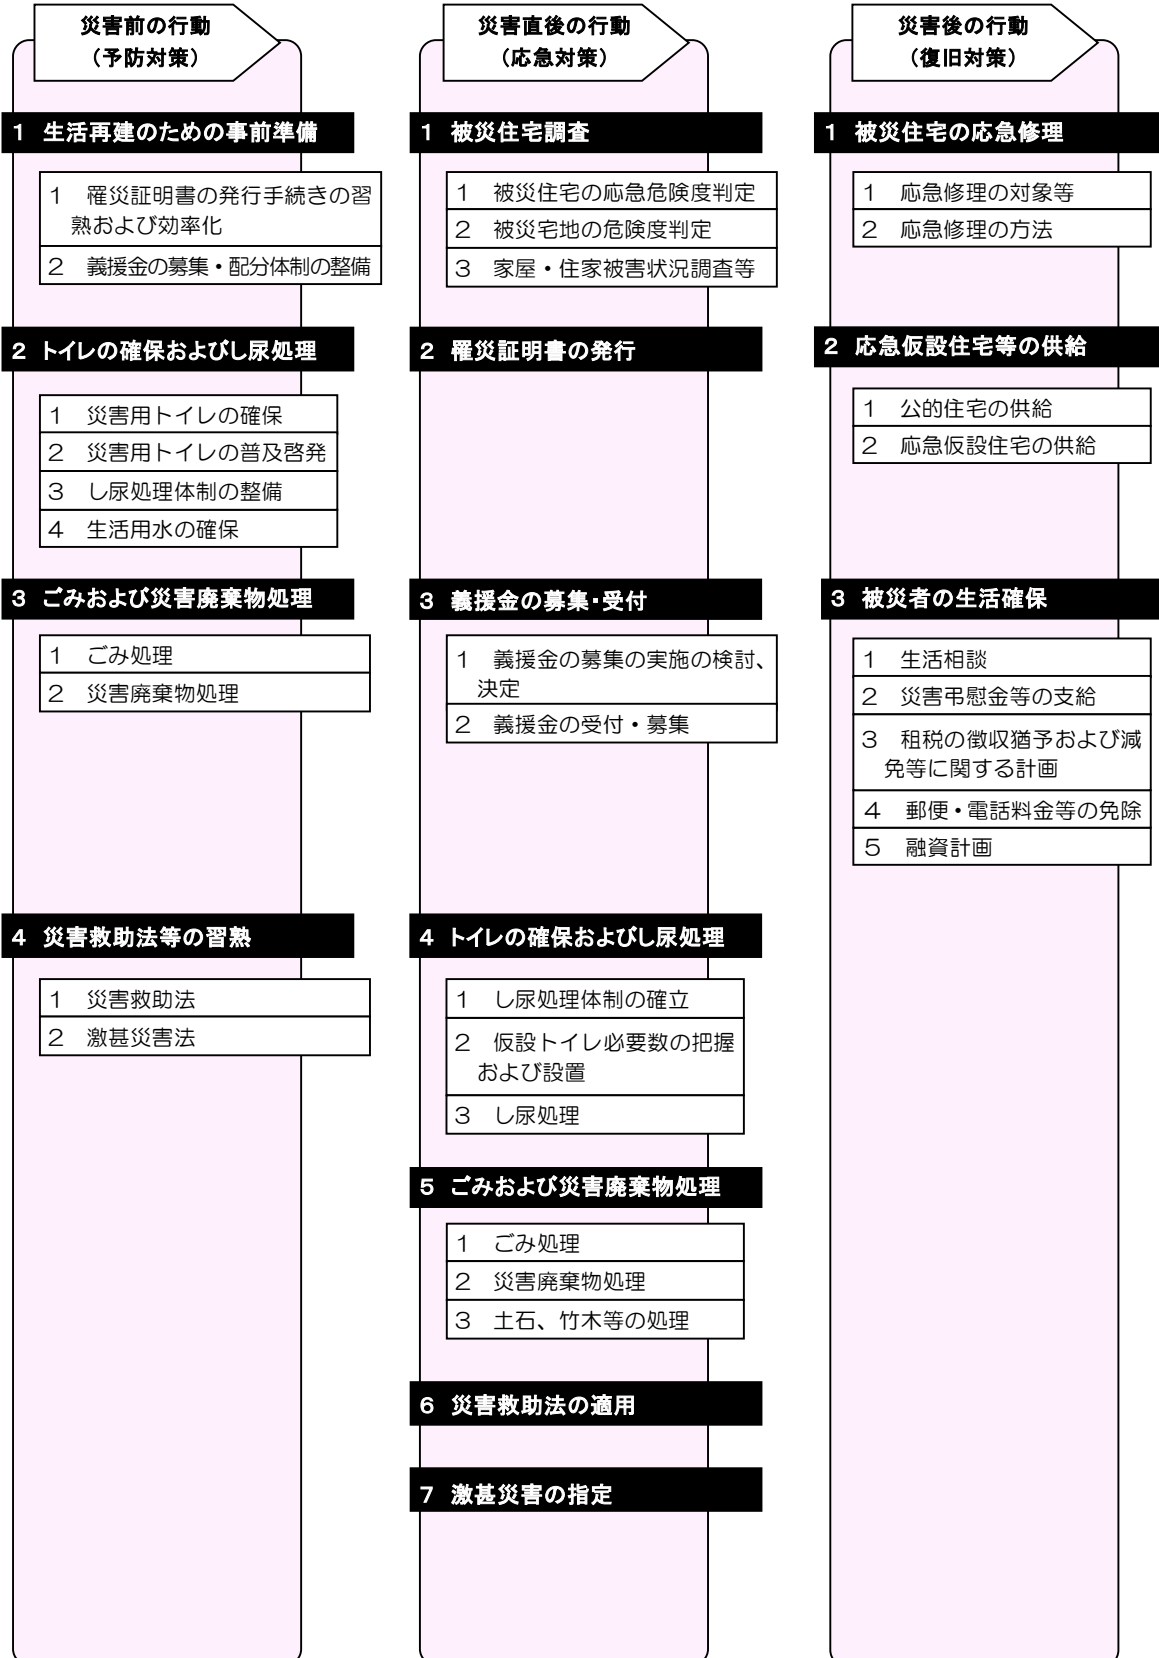 災害前の行動
（予防対策）
1 生活再建のための事前準備
1 罹災証明書の発行手続きの習
熟および効率化
2 義援金の募集・配分体制の整備
2 トイレの確保およびし尿処理
1 災害用トイレの確保
2 災害用トイレの普及啓発
3 し尿処理体制の整備
4 生活用水の確保
3 ごみおよび災害廃棄物処理
1 ごみ処理
2 災害廃棄物処理
4 災害救助法等の習熟
1 災害救助法
2 激甚災害法
災害直後の行動
（応急対策）
1 被災住宅調査
1 被災住宅の応急危険度判定
2 被災宅地の危険度判定
3 家屋・住家被害状況調査等
2 罹災証明書の発行
3 義援金の募集・受付
1 義援金の募集の実施の検討、
決定
2 義援金の受付・募集
4 トイレの確保およびし尿処理
1 し尿処理体制の確立
2 仮設トイレ必要数の把握
および設置
3 し尿処理
5 ごみおよび災害廃棄物処理
1 ごみ処理
2 災害廃棄物処理
3 土石、竹木等の処理
6 災害救助法の適用
7 激甚災害の指定
災害後の行動
（復旧対策）
1 被災住宅の応急修理
1 応急修理の対象等
2 応急修理の方法
2 応急仮設住宅等の供給
1 公的住宅の供給
2 応急仮設住宅の供給
3 被災者の生活確保
1 生活相談
2 災害弔慰金等の支給
3 租税の徴収猶予および減
免等に関する計画
4 郵便・電話料金等の免除
5 融資計画